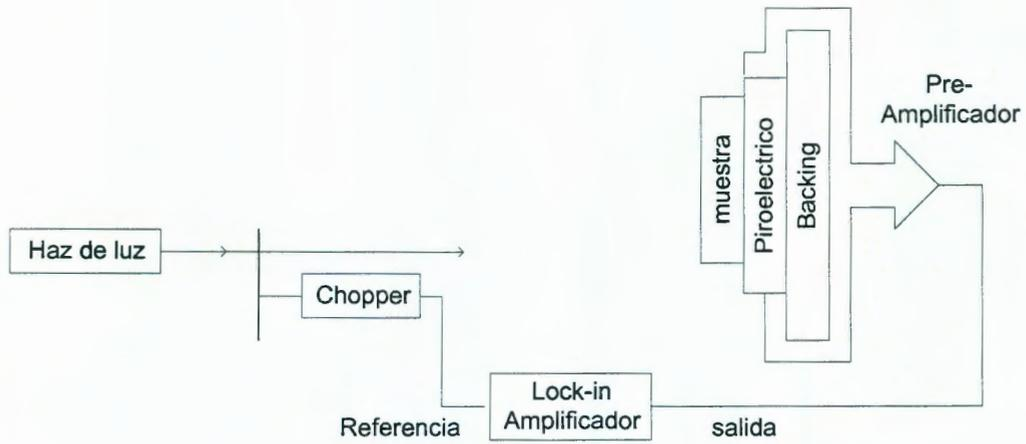 Pre-
Amplificador
muestra
Piroelectrico
Backing
Haz de luz
Chopper
Lock-in
Amplificador
Referencia
salida